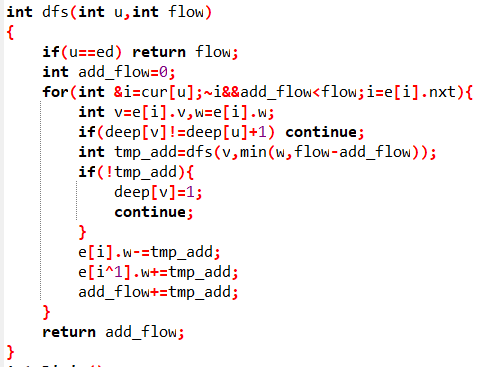 int dfs(int u,int flow)
{
    if(u==ed) return flow;
    int add_flow=0;
    for(int &i=cur[u];~i&&add_flow<flow;i=e[i].nxt){
        int v=e[i].v,w=e[i].w;
        if(deep[v]!=deep[u]+1) continue;
        int tmp_add=dfs(v,min(w,flow-add_flow));
        if(!tmp_add){
            deep[v]=1;
            continue;
        }
        e[i].w-=tmp_add;
        e[i^1].w+=tmp_add;
        add_flow+=tmp_add;
    }
    return add_flow;
}